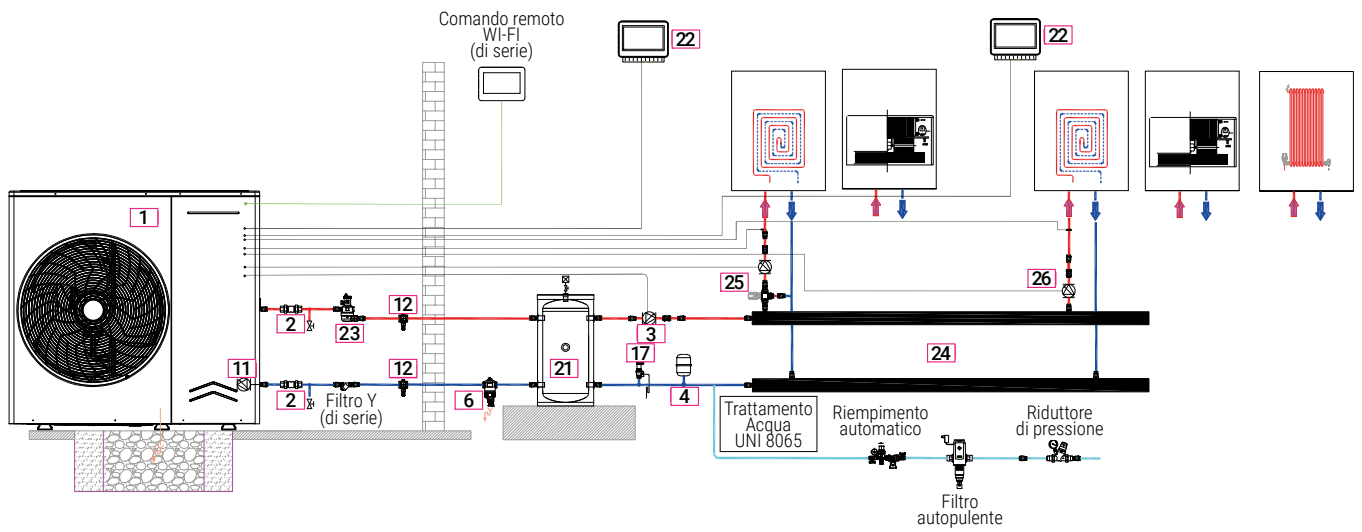 Comando remoto
WI-FI
(di serie)
22
22
1
25
26
2
23
12
3
24
17
11
12
21
2
Filtro Y
(di serie)
6
4
Trattamento
Acqua
UNI 8065
Riempimento
automatico
Riduttore
di pressione
Filtro
autopulente